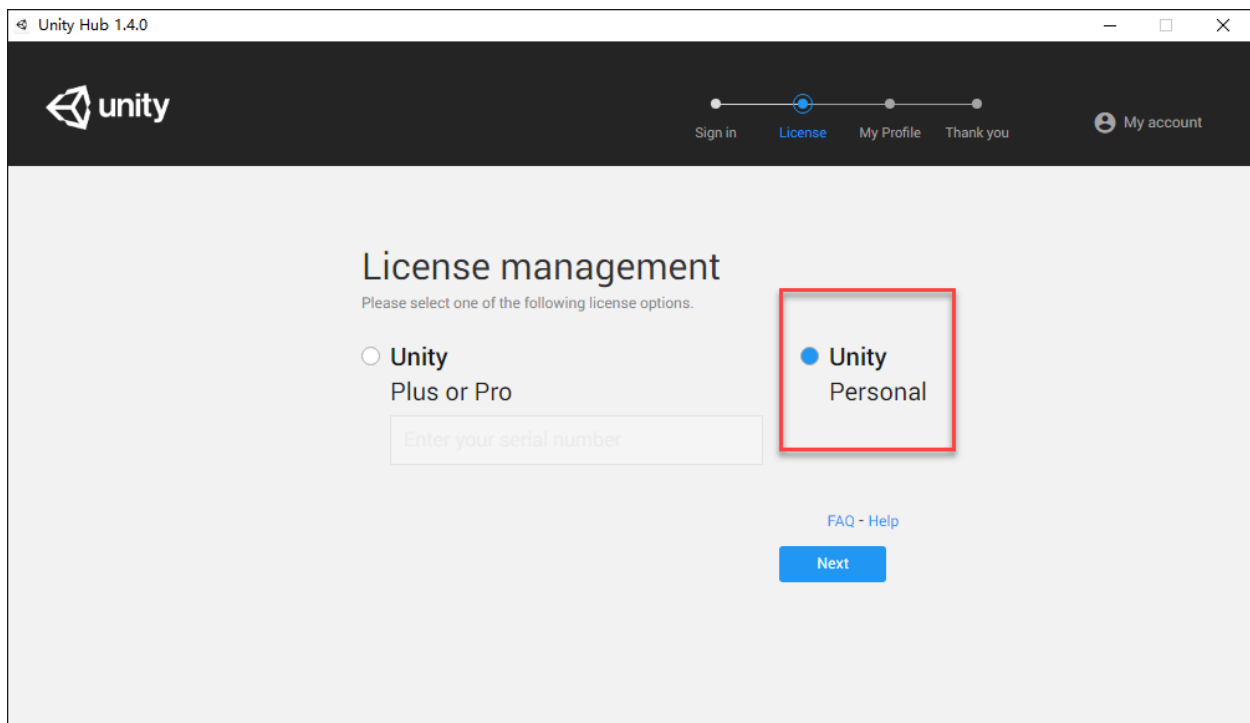 Unity Hub 1.4.0
unity
Sign in License My Profile Thank you
My account
License management
Please select one of the following license options.
Unity
Plus or Pro
Enter your serial number
Unity
Personal
FAQ - Help
Next